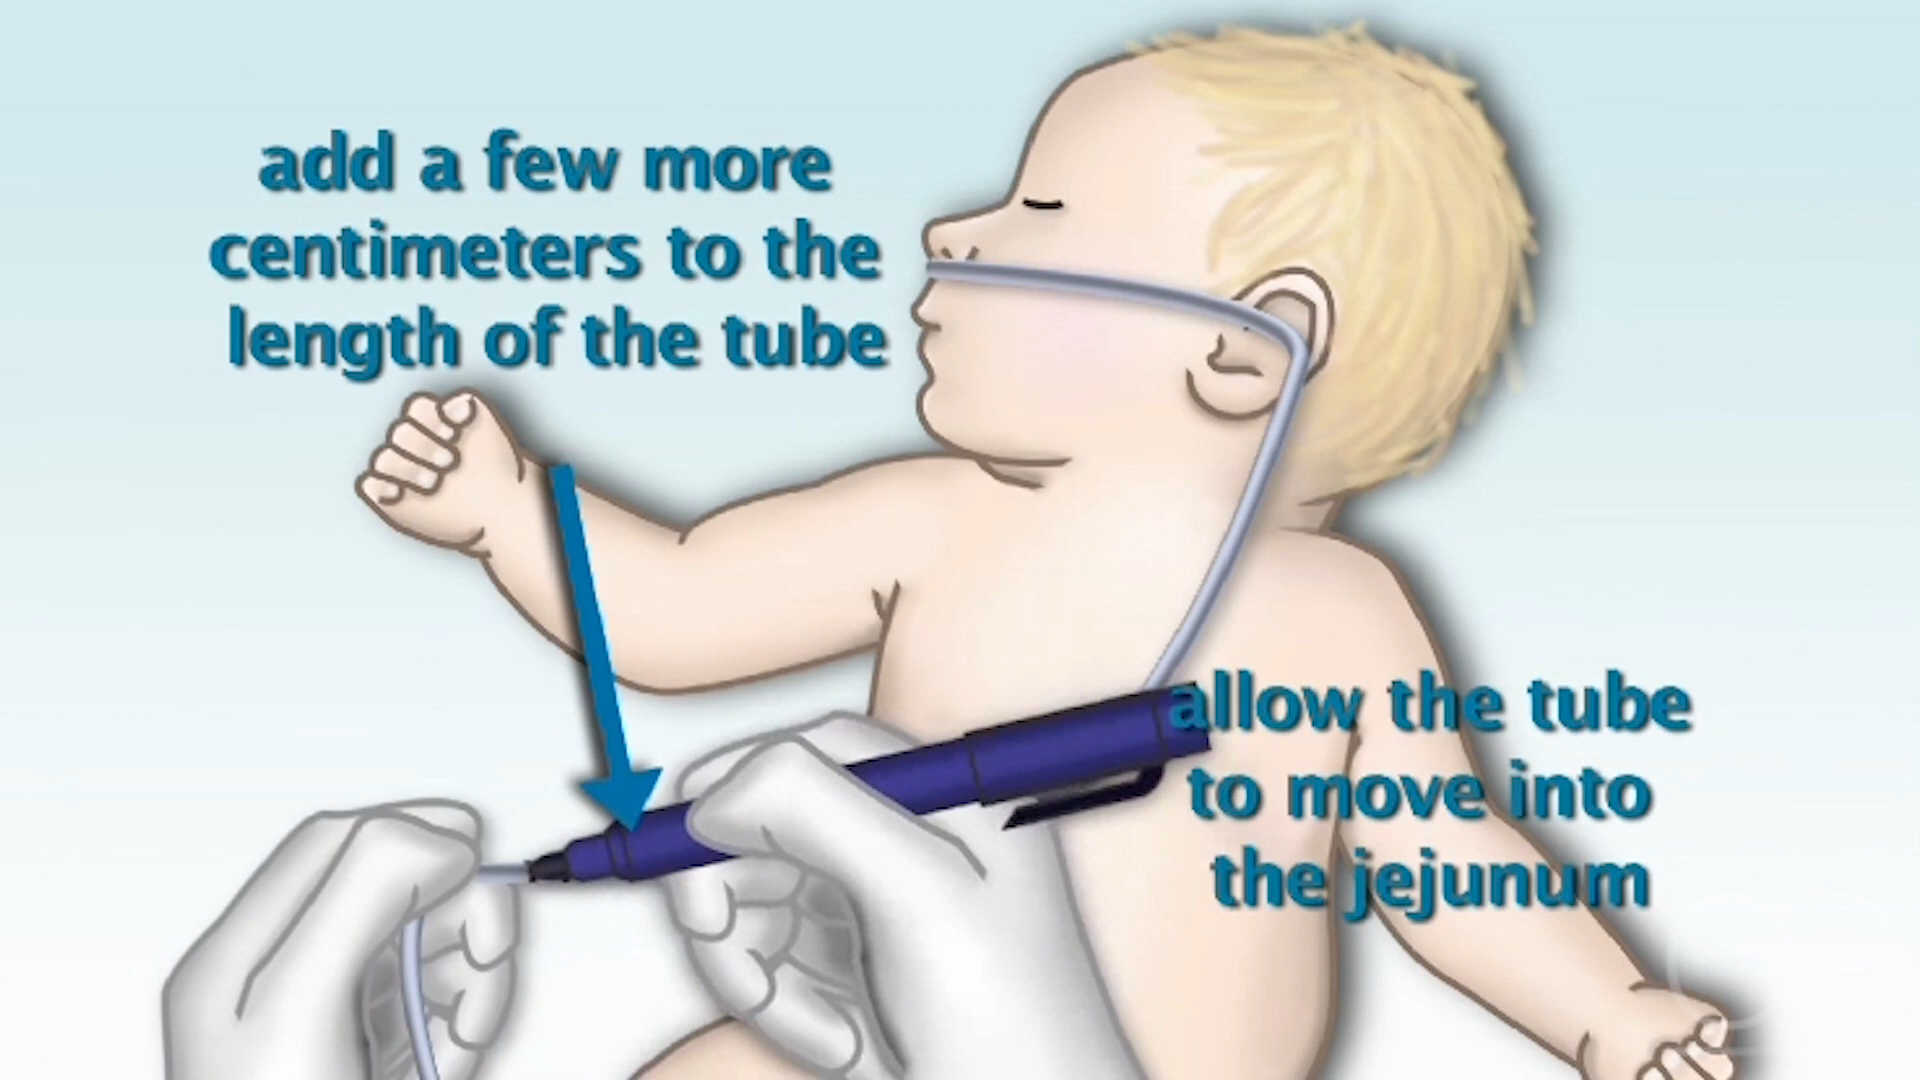 add a few more
centimeters to the
length of the tube
allow the tube
to move into
the jejunum